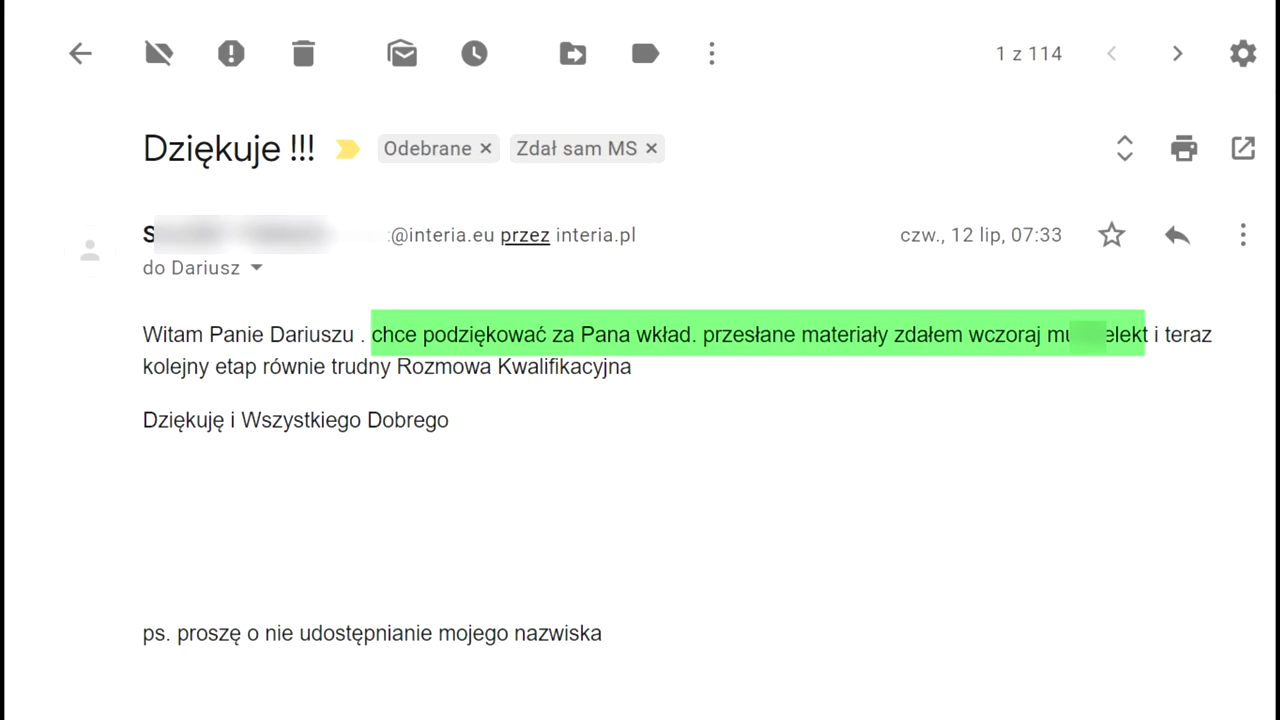 1 z 114
Dziękuje !!! Odebrane × Zdał sam MS ×
@interia.eu przez interia.pl czw., 12 lip, 07:33
do Dariusz
Witam Panie Dariuszu . chce podziękować za Pana wkład. przesłane materiały zdałem wczoraj i teraz
kolejny etap równie trudny Rozmowa Kwalifikacyjna
Dziękuję i Wszystkiego Dobrego
ps. proszę o nie udostępnianie mojego nazwiska